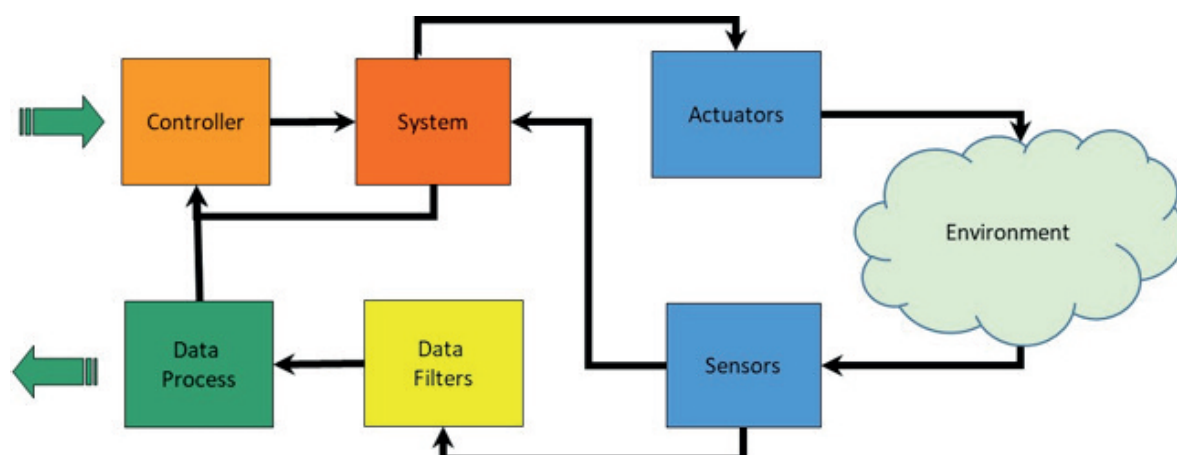 Controller
System
Actuators
Environment
Data
Process
Data
Filters
Sensors